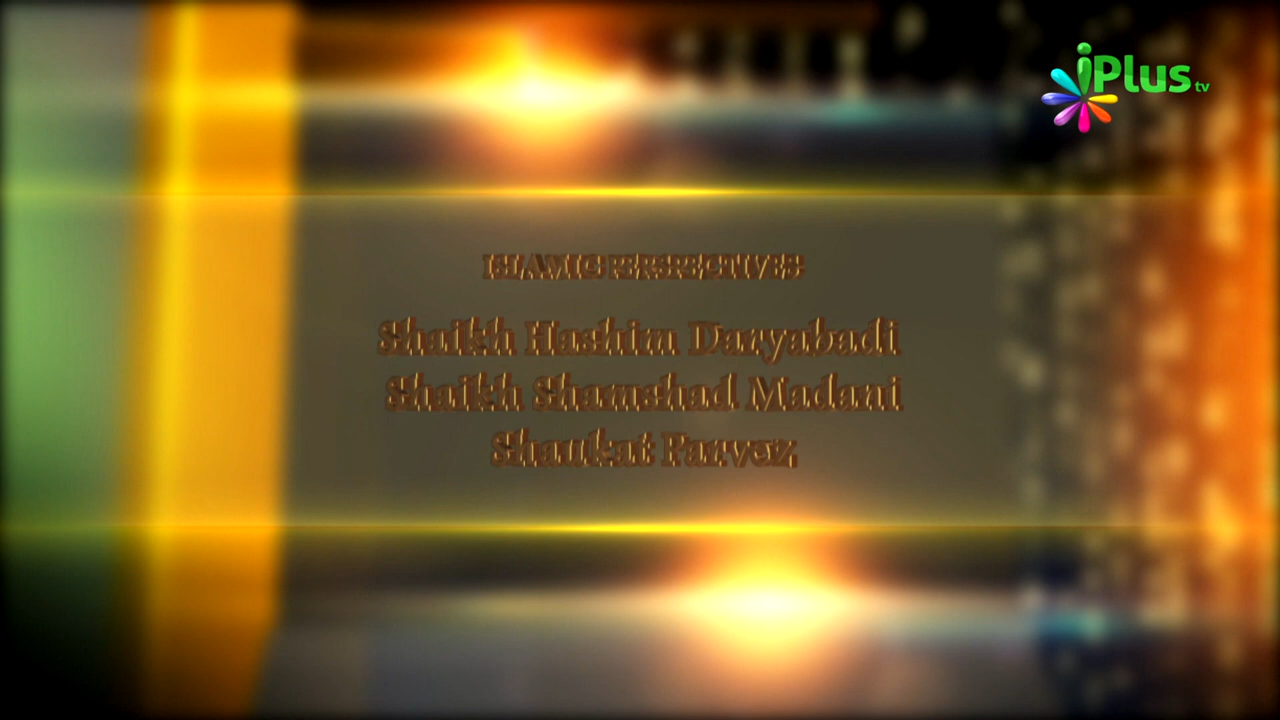 iPlus tv
ISLAMIC PERSPECTIVES
Shaikh Hashim Daryabadi
Shaikh Shamshad Madani
Shaukat Parvez